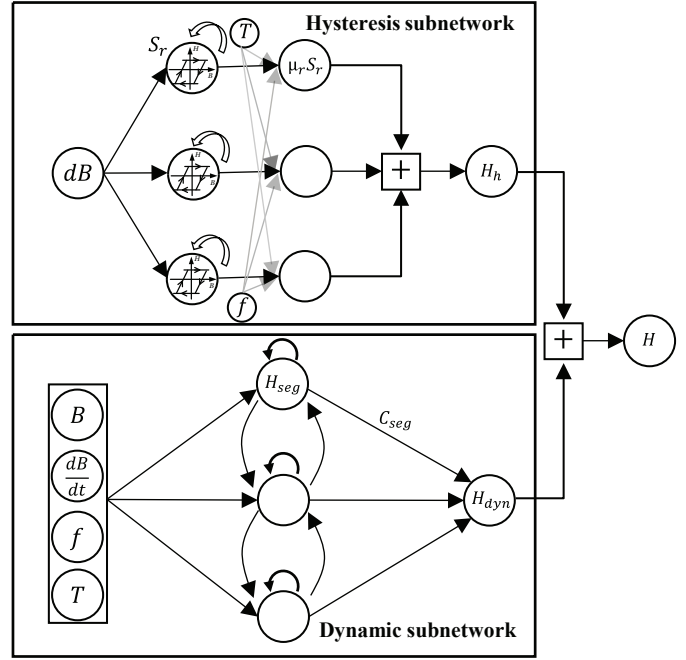 Hysteresis subnetwork
T
S_r
H
B
μ_r S_r
dB
H
B
+
H_h
H
B
f
+
H
Dynamic subnetwork
H_seg
C_seg
B
dB/dt
H_dyn
f
T